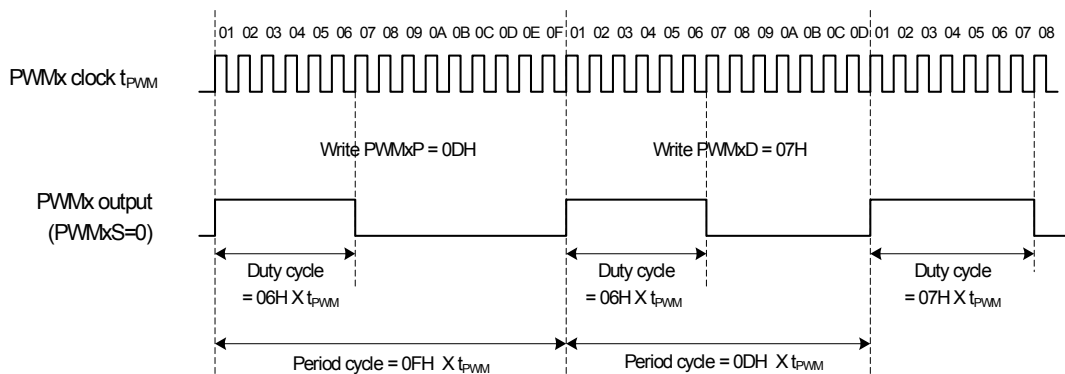 01 02 03 04 05 06 07 08 09 0A 0B 0C 0D 0E 0F 01 02 03 04 05 06 07 08 09 0A 0B 0C 0D 01 02 03 04 05 06 07 08
PWMx clock tPWM
Write PWMxP = 0DH
Write PWMxD = 07H
PWMx output
(PWMxS=0)
Duty cycle
= 06H X tPWM
Duty cycle
= 06H X tPWM
Duty cycle
= 07H X tPWM
Period cycle = 0FH X tPWM
Period cycle = 0DH X tPWM